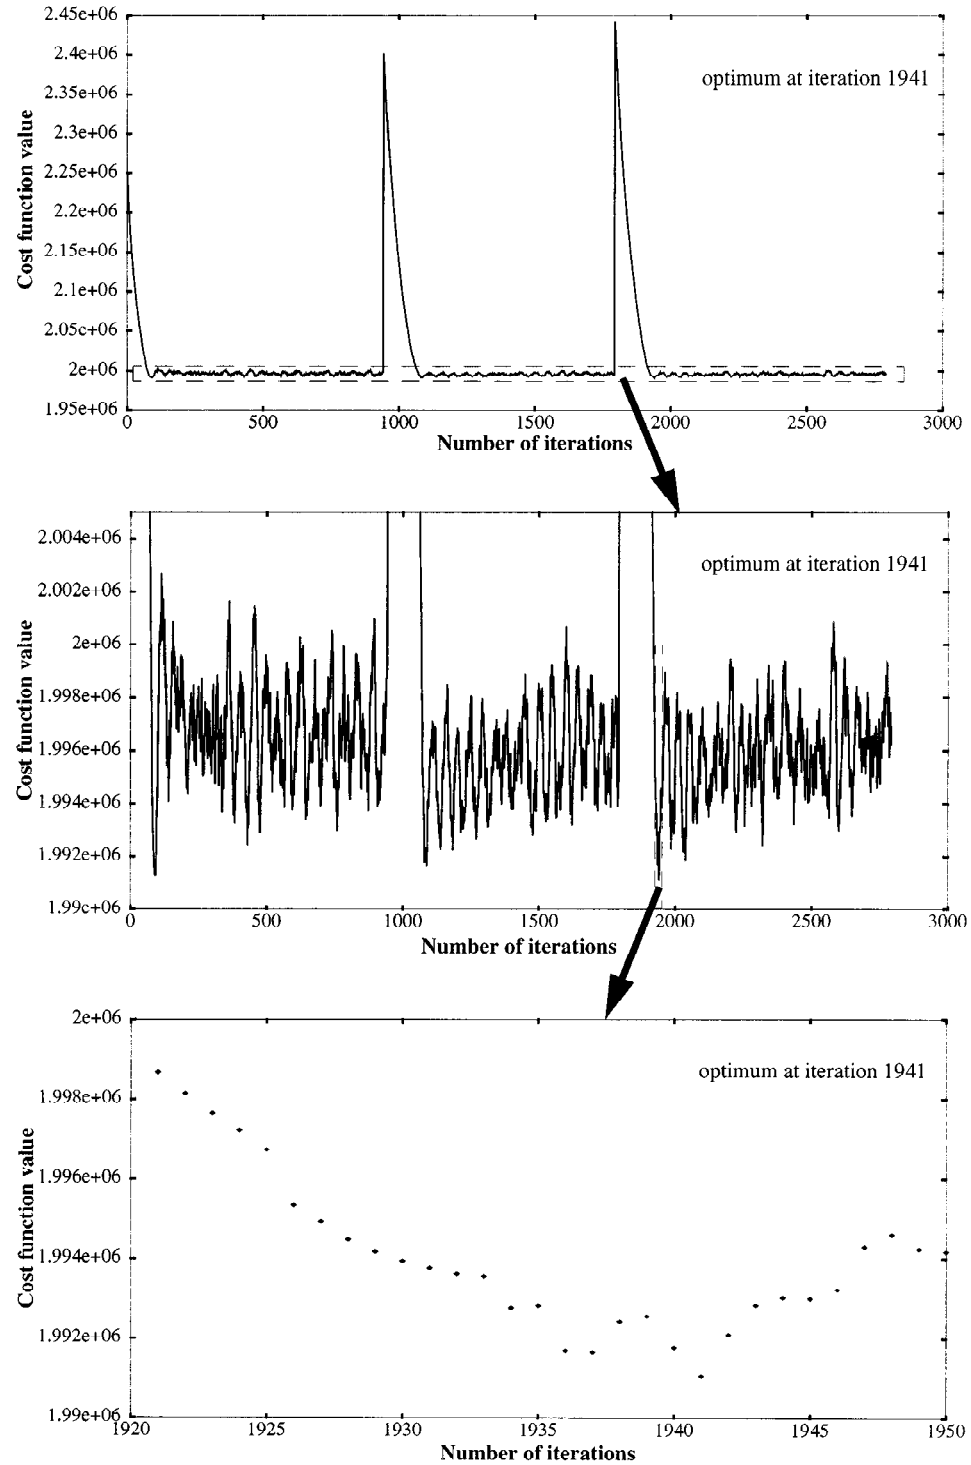 2.45e+06
2.4e+06
2.35e+06
2.3e+06
2.25e+06
2.2e+06
2.15e+06
2.1e+06
2.05c+06
2e+06
1.95e+06
Cost function value
optimum at iteration 1941
0 500 1000 1500 2000 2500 3000
Number of iterations
2.004e+06
2.002e+06
2e+06
1.998e+06
1.996e+06
1.994e+06
1.992e+06
1.99c+06
Cost function value
optimum at iteration 1941
0 500 1000 1500 2000 2500 3000
Number of iterations
2e+06
1.998e+06
1.996e+06
1.994e+06
1.992e+06
1.99e+06
Cost function value
optimum at iteration 1941
1920 1925 1930 1935 1940 1945 1950
Number of iterations